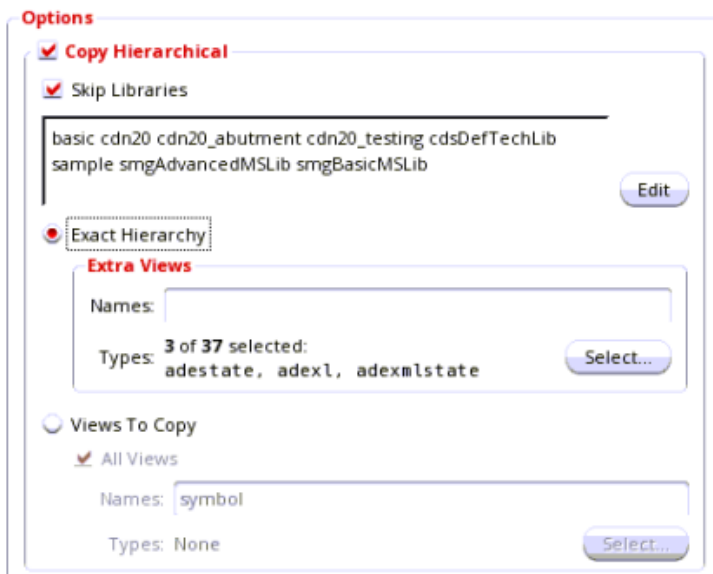 Options
Copy Hierarchical
Skip Libraries
basic cdn20 cdn20_abutment cdn20_testing cdsDefTechLib
sample smgAdvancedMSLib smgBasicMSLib
Edit
Exact Hierarchy
Extra Views
Names:
Types: 3 of 37 selected:
adestate, adexl, adexmlstate
Select...
Views To Copy
All Views
Names: symbol
Types: None
Select...